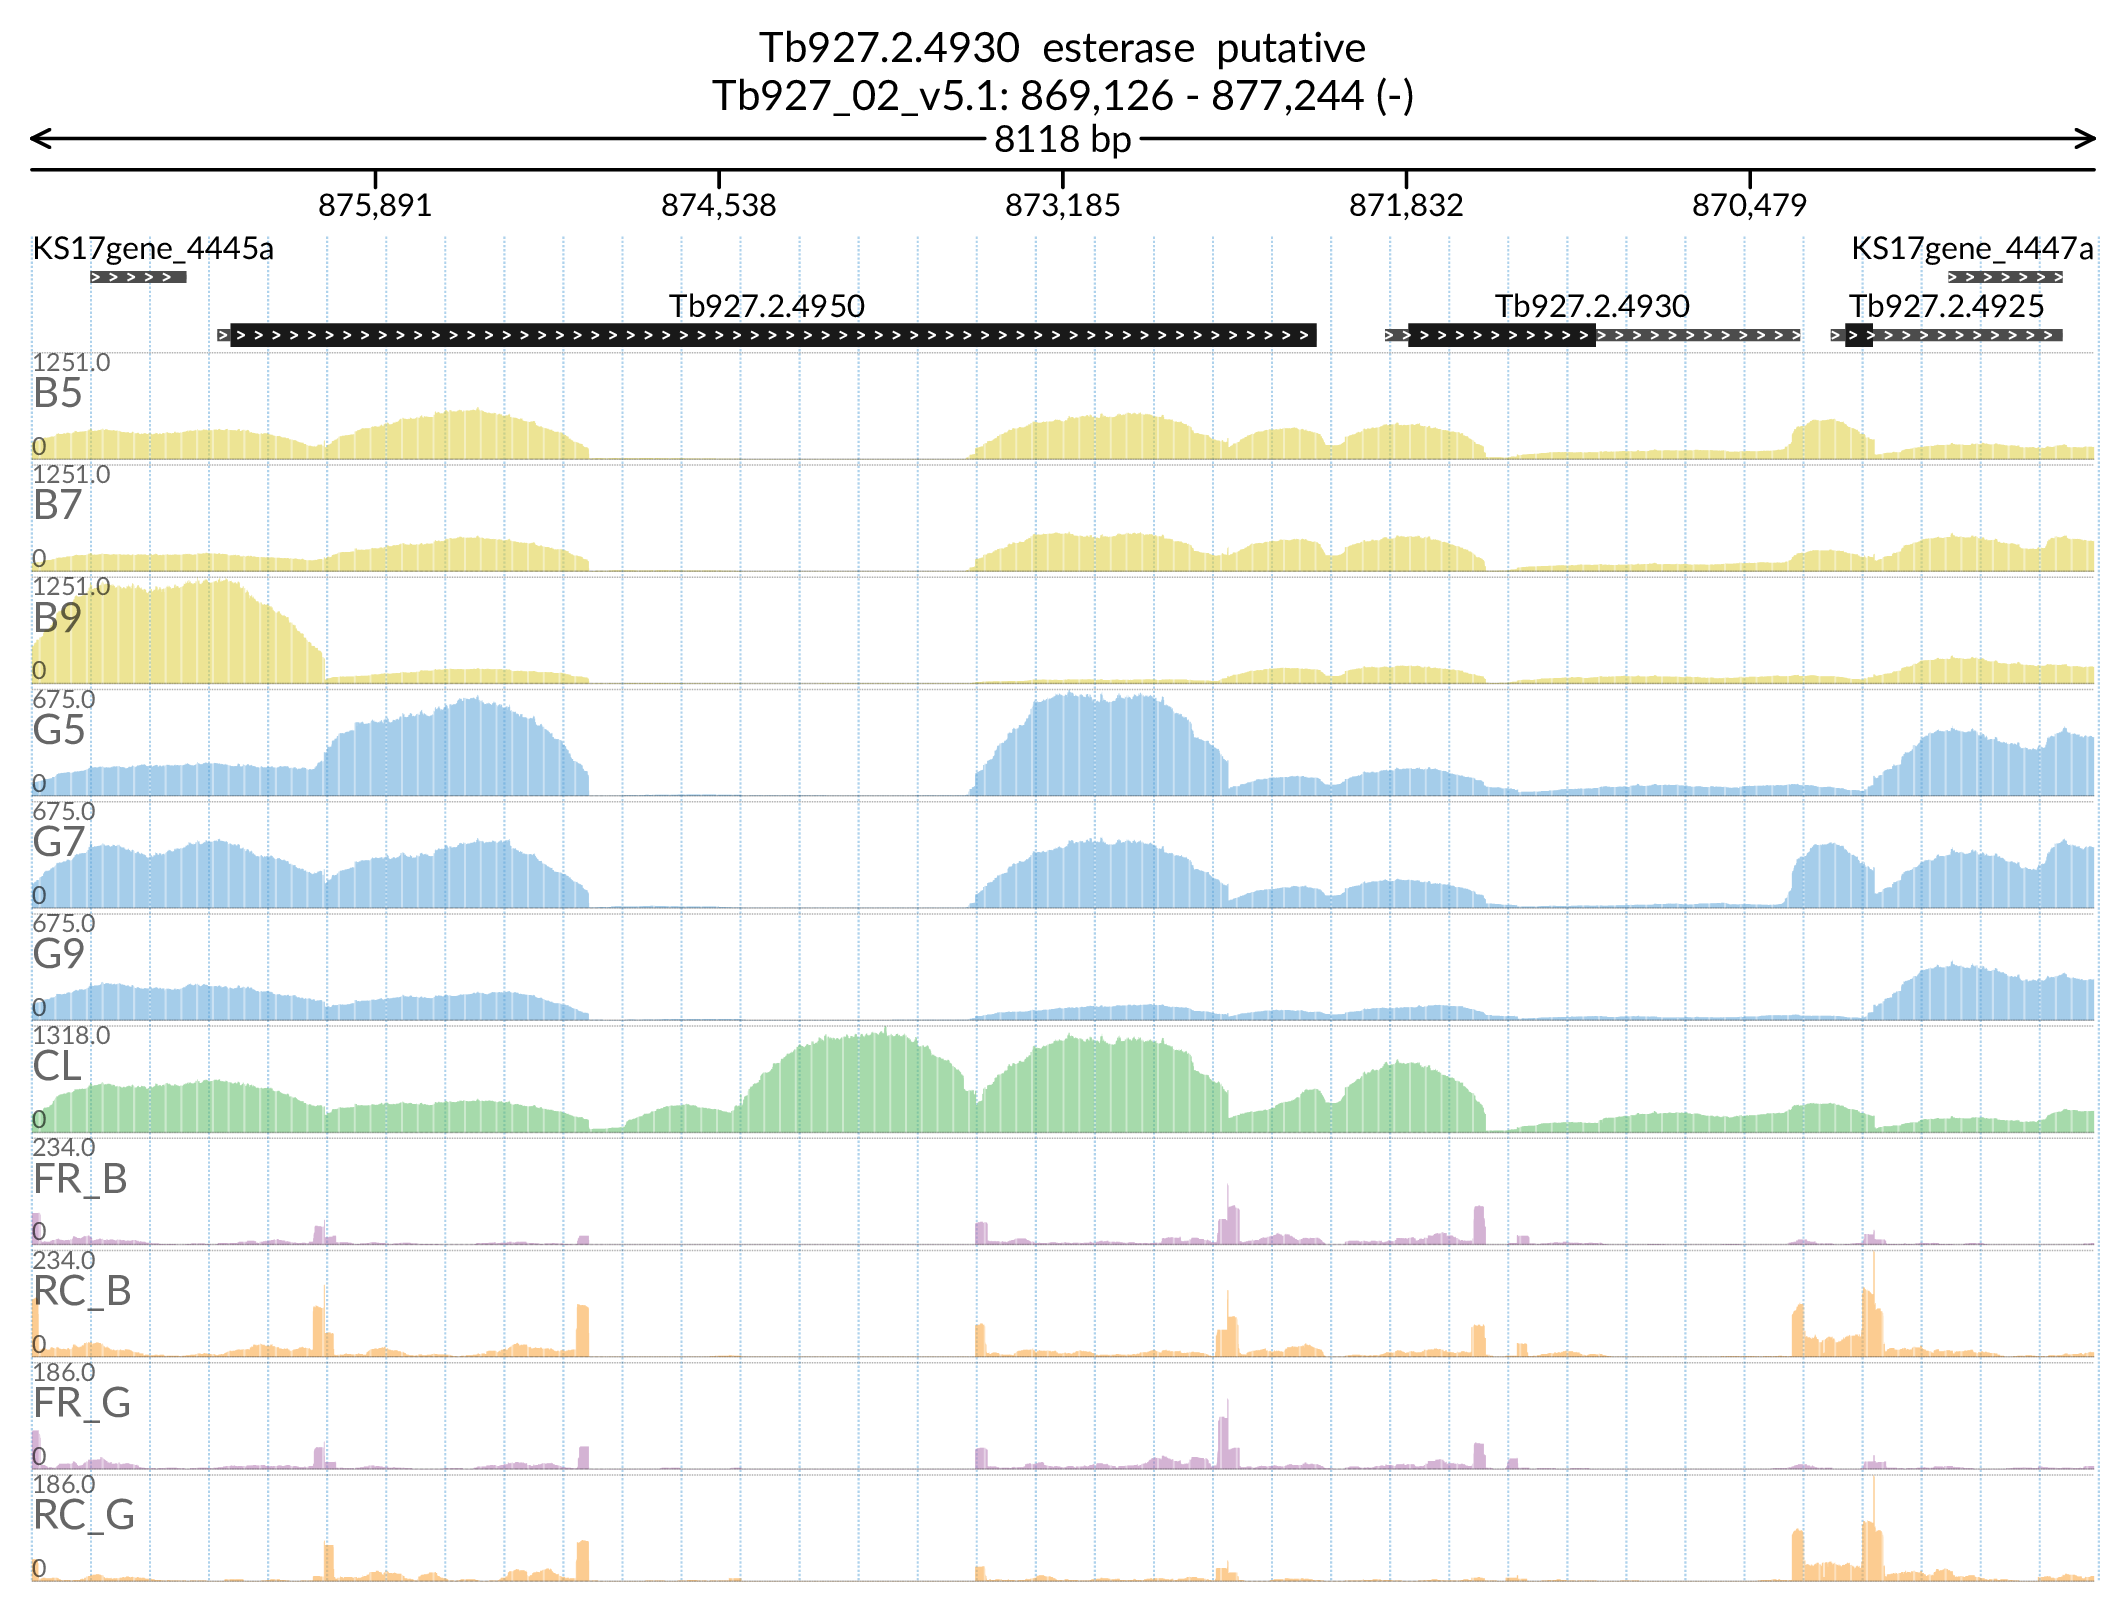 Tb927.2.4930 esterase putative
Tb927_02_v5.1: 869,126 - 877,244 (-)
8118 bp
875,891 874,538 873,185 871,832 870,479
KS17gene_4445a KS17gene_4447a
Tb927.2.4950 Tb927.2.4930 Tb927.2.4925
1251.0
B5
0
1251.0
B7
0
1251.0
B9
0
675.0
G5
0
675.0
G7
0
675.0
G9
0
1318.0
CL
0
234.0
FR_B
0
234.0
RC_B
0
186.0
FR_G
0
186.0
RC_G
0